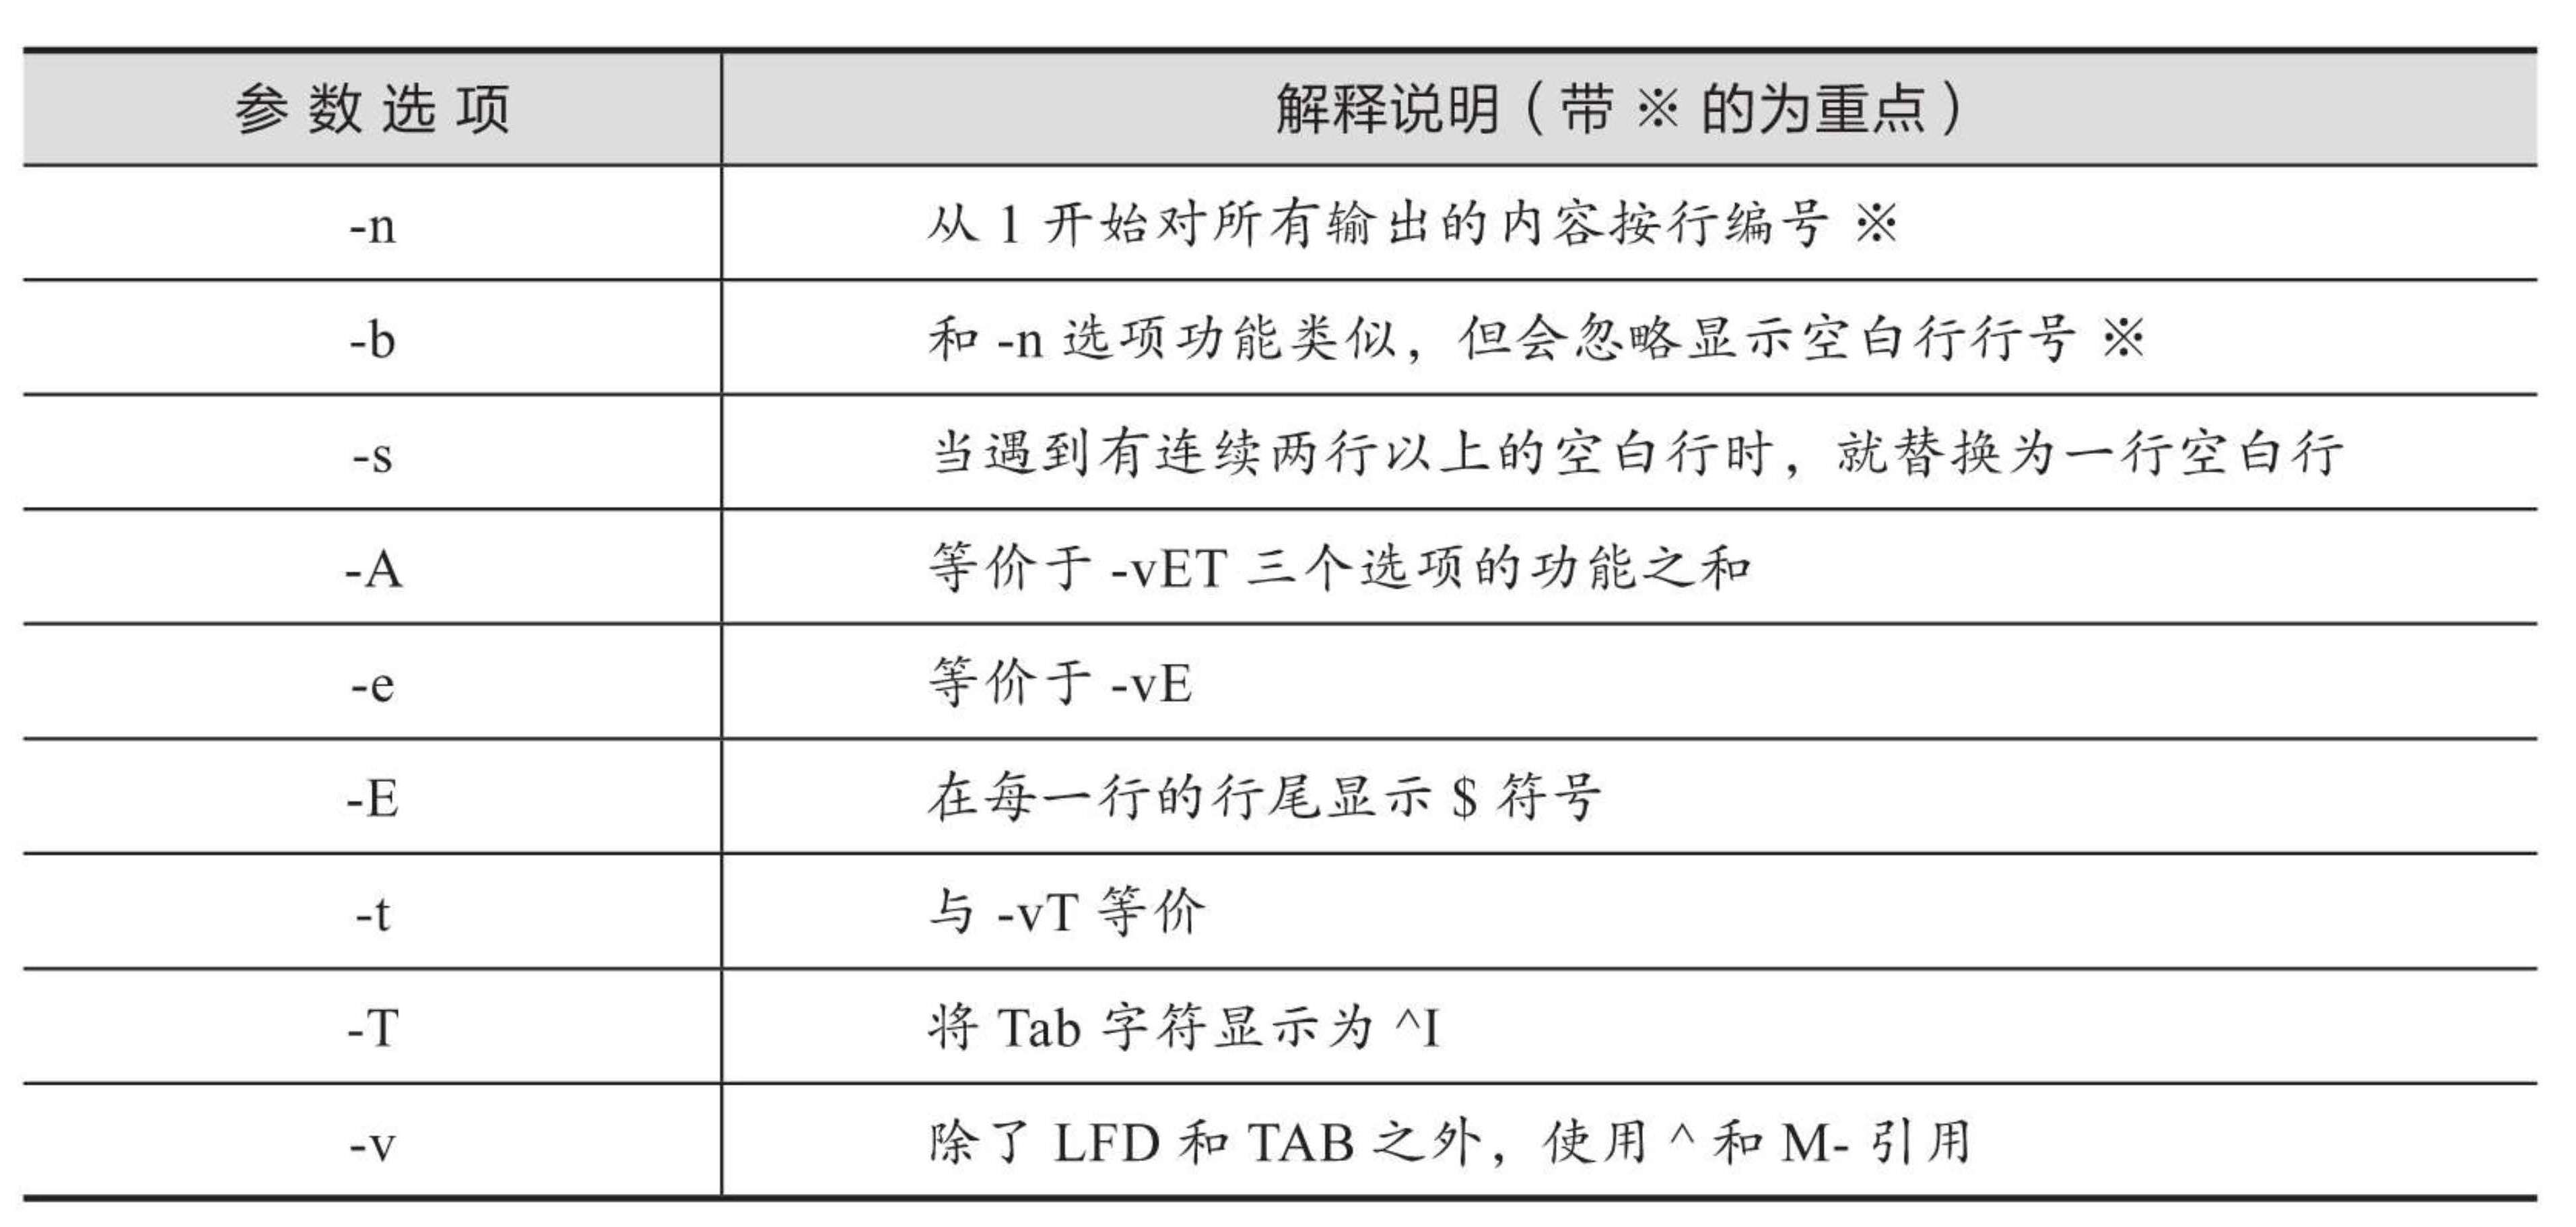 参数选项 解释说明（带 ※ 的为重点）
-n 从 1 开始对所有输出的内容按行编号 ※
-b 和 -n 选项功能类似，但会忽略显示空白行行号 ※
-s 当遇到有连续两行以上的空白行时，就替换为一行空白行
-A 等价于 -vET 三个选项的功能之和
-e 等价于 -vE
-E 在每一行的行尾显示 $ 符号
-t 与 -vT 等价
-T 将 Tab 字符显示为 ^I
-v 除了 LFD 和 TAB 之外，使用 ^ 和 M- 引用